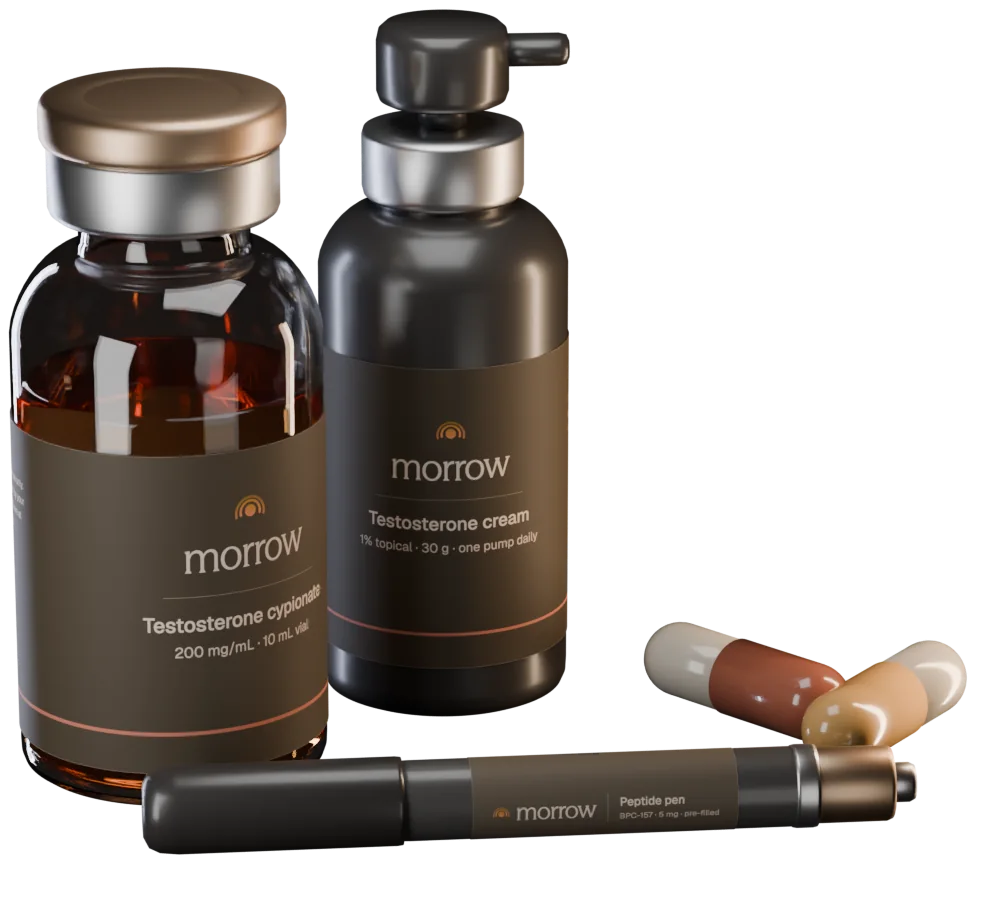 morrow
Testosterone cypionate
200 mg/mL · 10 mL vial
morrow
Testosterone cream
1% topical · 30 g · one pump daily
morrow
Peptide pen
BPC-157 · 5 mg · pre-filled